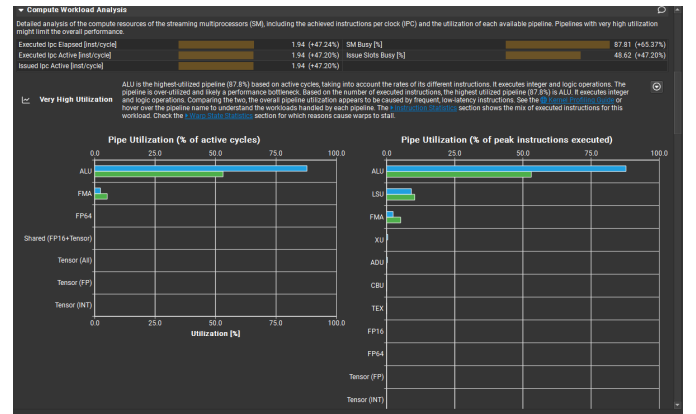 Compute Workload Analysis
Detailed analysis of the compute resources of the streaming multiprocessors (SM), including the achieved instructions per clock (IPC) and the utilization of each available pipeline. Pipelines with very high utilization
might limit the overall performance.
Executed Ipc Elapsed [inst/cycle] 1.94 (+47.24%) SM Busy [%] 87.81 (+65.37%)
Executed Ipc Active [inst/cycle] 1.94 (+47.20%) Issue Slots Busy [%] 48.62 (+47.20%)
Issued Ipc Active [inst/cycle] 1.94 (+47.20%)
ALU is the highest-utilized pipeline (87.8%) based on active cycles, taking into account the rates of its different instructions. It executes integer and logic operations. The
pipeline is over-utilized and likely a performance bottleneck. Based on the number of executed instructions, the highest utilized pipeline (87.8%) is ALU. It executes integer
Very High Utilization and logic operations. Comparing the two, the overall pipeline utilization appears to be caused by frequent, low-latency instructions. See the Kernel Profiling Guide or
hover over the pipeline name to understand the workloads handled by each pipeline. The Instruction Statistics section shows the mix of executed instructions for this
workload. Check the Warp State Statistics section for which reasons cause warps to stall.
Pipe Utilization (% of active cycles)
0.0 25.0 50.0 75.0 100.0
ALU
FMA
FP64
Shared (FP16+Tensor)
Tensor (All)
Tensor (FP)
Tensor (INT)
0.0 25.0 50.0 75.0 100.0
Utilization [%]
Pipe Utilization (% of peak instructions executed)
0.0 25.0 50.0 75.0 100.0
ALU
LSU
FMA
XU
ADU
CBU
TEX
FP16
FP64
Tensor (FP)
Tensor (INT)